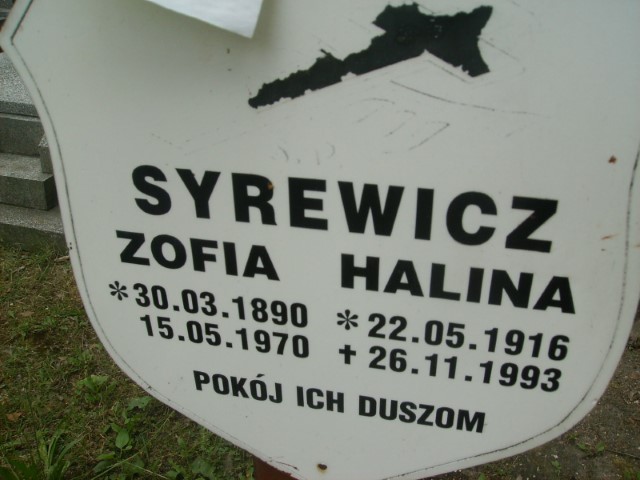 SYREWICZ
ZOFIA HALINA
* 30.03.1890 * 22.05.1916
15.05.1970 ✝ 26.11.1993
POKÓJ ICH DUSZOM